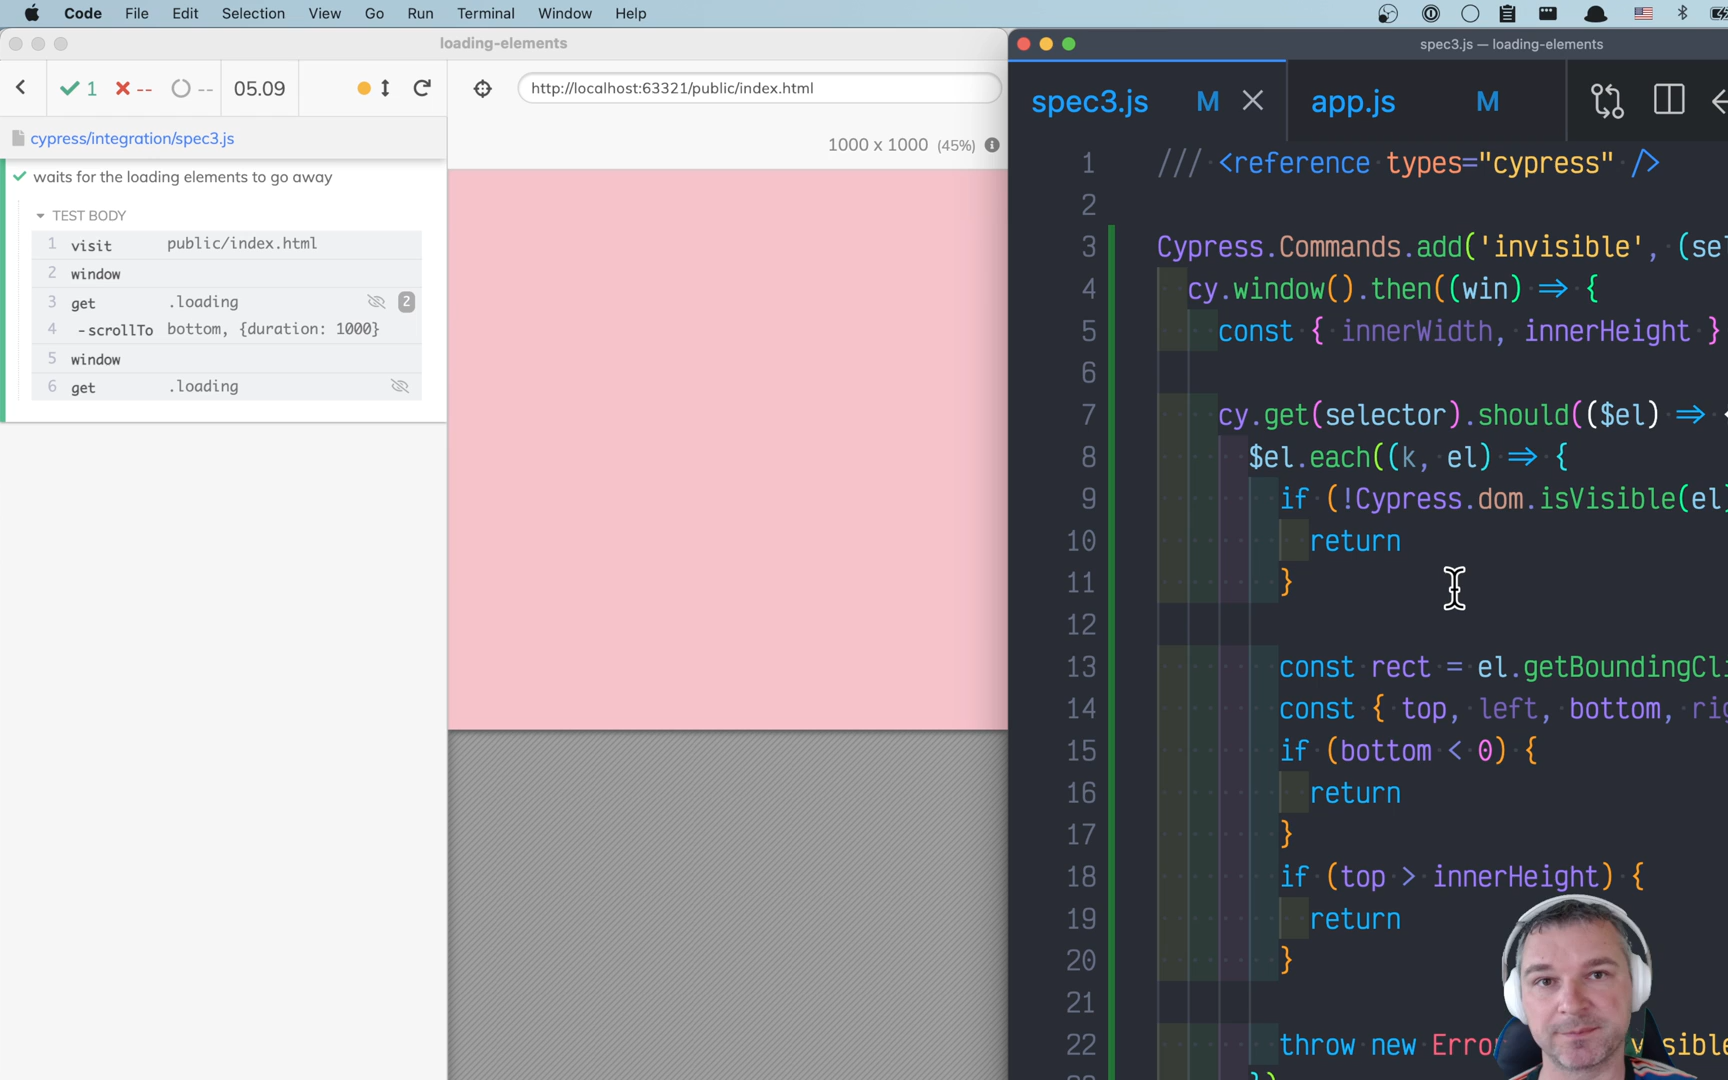 Code File Edit Selection View Go Run Terminal Window Help
loading-elements
1 -- -- 05.09
http://localhost:63321/public/index.html
cypress/integration/spec3.js
1000 x 1000 (45%)
waits for the loading elements to go away
TEST BODY
1 visit public/index.html
2 window
3 get .loading 2
4 -scrollTo bottom, {duration: 1000}
5 window
6 get .loading
spec3.js — loading-elements
spec3.js M app.js M
1 /// <reference types="cypress" />
2
3 Cypress.Commands.add('invisible', (se
4 cy.window().then((win) => {
5 const { innerWidth, innerHeight }
6
7 cy.get(selector).should(($el) =>
8 $el.each((k, el) => {
9 if (!Cypress.dom.isVisible(el
10 return
11 }
12
13 const rect = el.getBoundingCli
14 const { top, left, bottom, rig
15 if (bottom < 0) {
16 return
17 }
18 if (top > innerHeight) {
19 return
20 }
21
22 throw new Erro sible
})